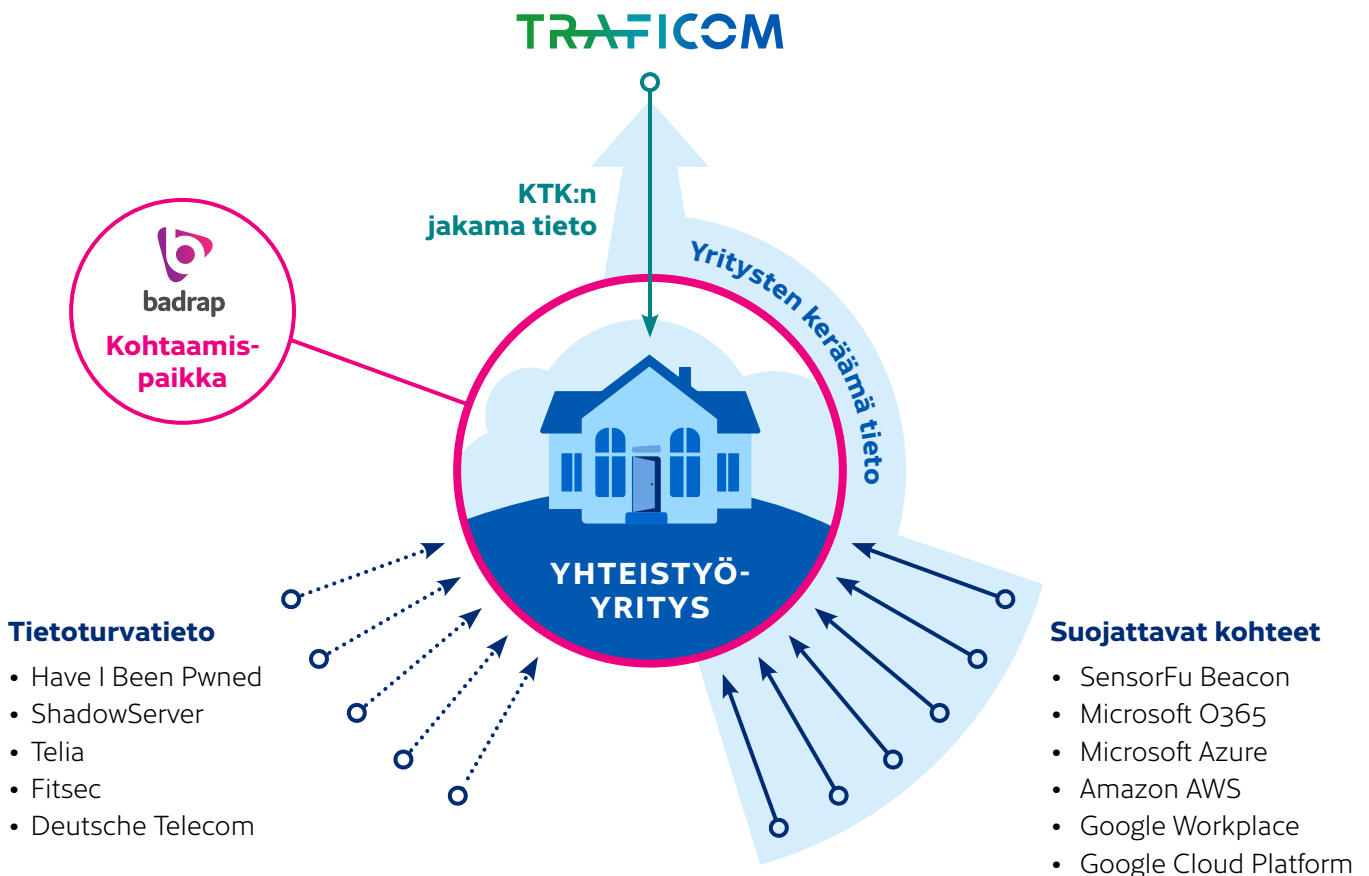 TRAFICOM
KTK:n
jakama tieto
Yritysten keräämä tieto
badrap
Kohtaamis-
paikka
YHTEISTYÖ-
YRITYS
Tietoturvatieto
• Have I Been Pwned
• ShadowServer
• Telia
• Fitsec
• Deutsche Telecom
Suojattavat kohteet
• SensorFu Beacon
• Microsoft O365
• Microsoft Azure
• Amazon AWS
• Google Workplace
• Google Cloud Platform